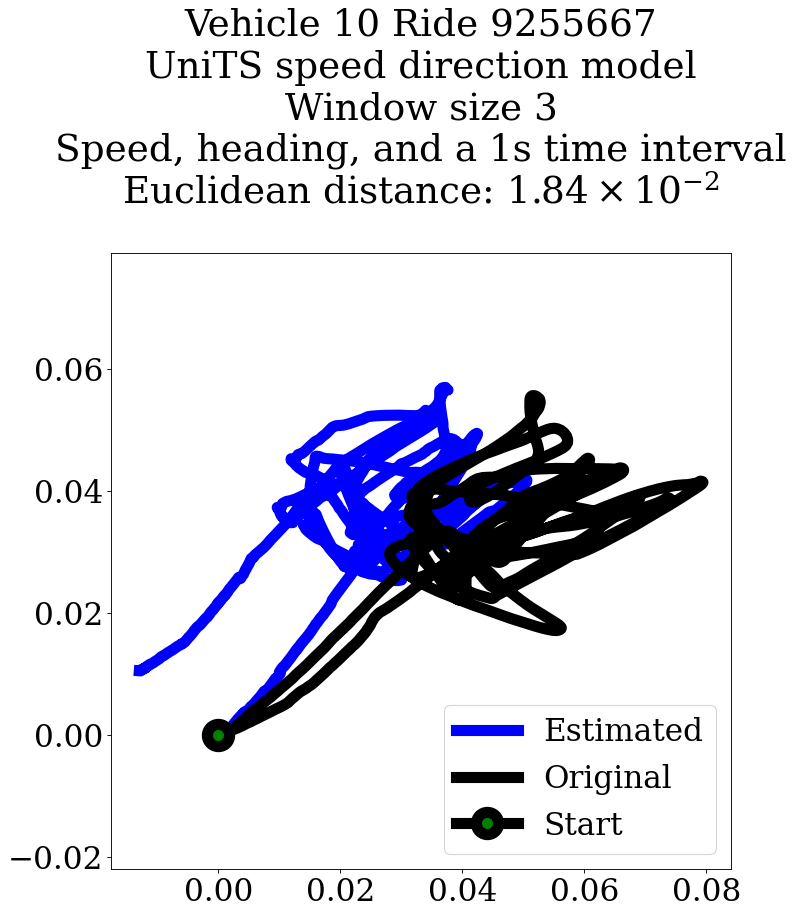 Vehicle 10 Ride 9255667
UniTS speed direction model
Window size 3
Speed, heading, and a 1s time interval
Euclidean distance: 1.84 × 10⁻²
0.06
0.04
0.02
0.00
−0.02
0.00 0.02 0.04 0.06 0.08
Estimated
Original
Start